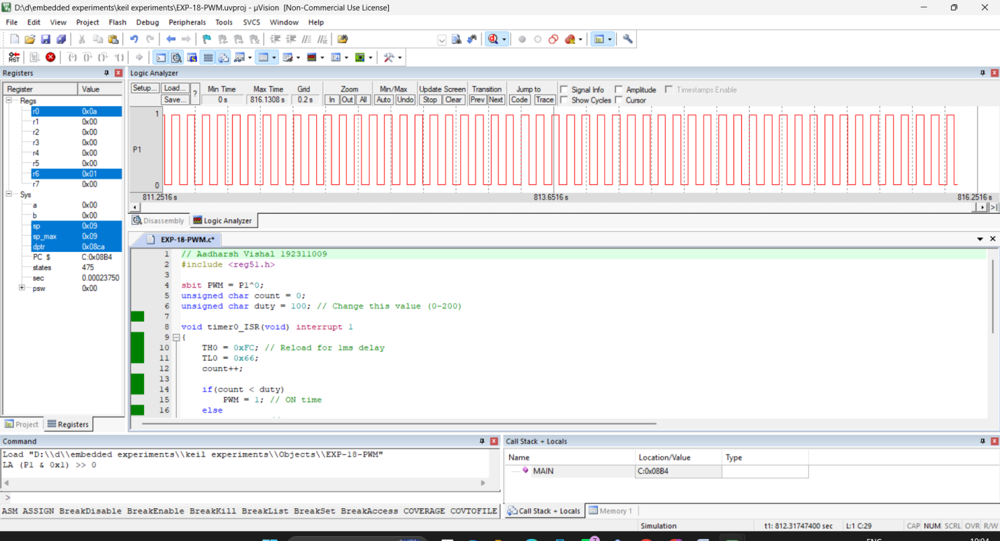 D:\d\embedded experiments\keil experiments\EXP-18-PWM.uvproj - µVision  [Non-Commercial Use License]
File Edit View Project Flash Debug Peripherals Tools SVCS Window Help
Registers
Register Value
Regs
r0 0x0a
r1 0x00
r2 0x00
r3 0x00
r4 0x00
r5 0x00
r6 0x01
r7 0x00
Sys
a 0x00
b 0x00
sp 0x09
sp_max 0x09
dptr 0x08ca
PC $ C:0x08B4
states 475
sec 0.00023750
psw 0x00
Project Registers
Logic Analyzer
Setup... Load... ? Min Time Max Time Grid Zoom Min/Max Update Screen Transition Jump to Signal Info Amplitude Timestamps Enable
Save... 0 s 816.1308 s 0.2 s In Out All Auto Undo Stop Clear Prev Next Code Trace Show Cycles Cursor
1
P1
0
811.2516 s 813.6516 s 816.2516 s
Disassembly Logic Analyzer
EXP-18-PWM.c*
1 // Aadharsh Vishal 192311009
2 #include <reg51.h>
3
4 sbit PWM = P1^0;
5 unsigned char count = 0;
6 unsigned char duty = 100; // Change this value (0-200)
7
8 void timer0_ISR(void) interrupt 1
9 {
10 TH0 = 0xFC; // Reload for 1ms delay
11 TL0 = 0x66;
12 count++;
13
14 if(count < duty)
15 PWM = 1; // ON time
16 else
Command
Load "D:\\d\\embedded experiments\\keil experiments\\Objects\\EXP-18-PWM"
LA (P1 & 0x1) >> 0
>
ASM ASSIGN BreakDisable BreakEnable BreakKill BreakList BreakSet BreakAccess COVERAGE COVTOFILE
Call Stack + Locals
Name Location/Value Type
MAIN C:0x08B4
Call Stack + Locals Memory 1
Simulation t1: 812.31747400 sec L:1 C:29 CAP NUM SCRL OVR R/W